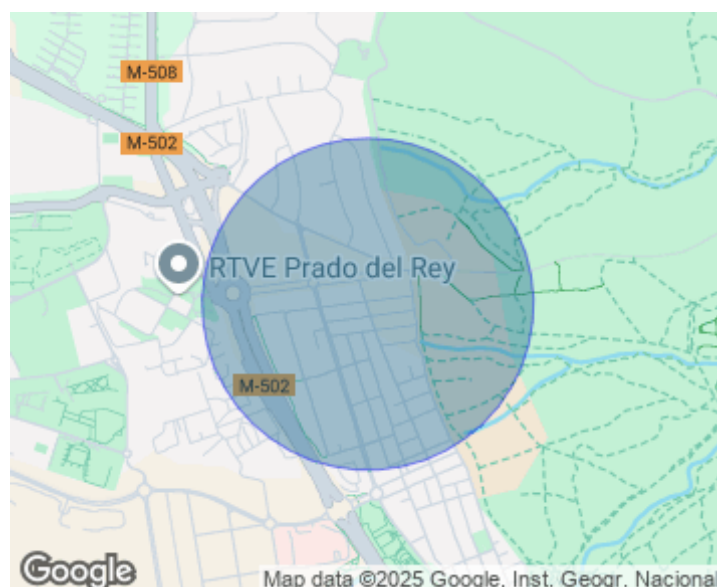 M-508
M-502
RTVE Prado del Rey
M-502
Google
Map data ©2025 Google, Inst. Geogr. Nacional